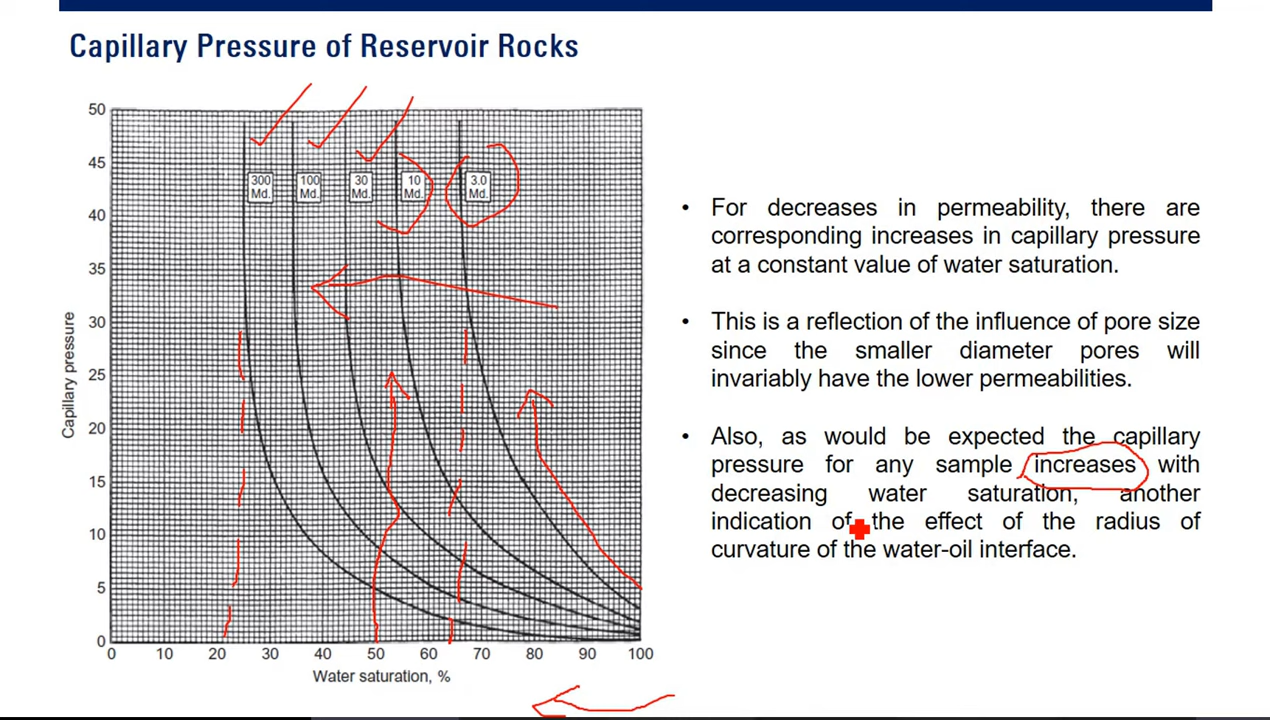 Capillary Pressure of Reservoir Rocks
50
45
40
35
30
25
20
15
10
5
0
Capillary pressure
300
Md.
100
Md.
30
Md.
10
Md.
3.0
Md.
0 10 20 30 40 50 60 70 80 90 100
Water saturation, %
• For decreases in permeability, there are
corresponding increases in capillary pressure
at a constant value of water saturation.
• This is a reflection of the influence of pore size
since the smaller diameter pores will
invariably have the lower permeabilities.
• Also, as would be expected the capillary
pressure for any sample increases with
decreasing water saturation, another
indication of the effect of the radius of
curvature of the water-oil interface.